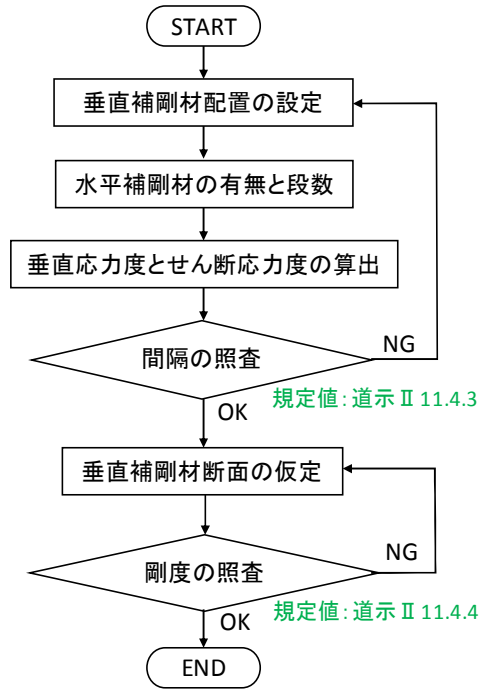 START
垂直補剛材配置の設定
水平補剛材の有無と段数
垂直応力度とせん断応力度の算出
間隔の照査
NG
規定値:道示Ⅱ 11.4.3
OK
垂直補剛材断面の仮定
剛度の照査
NG
規定値:道示Ⅱ 11.4.4
OK
END